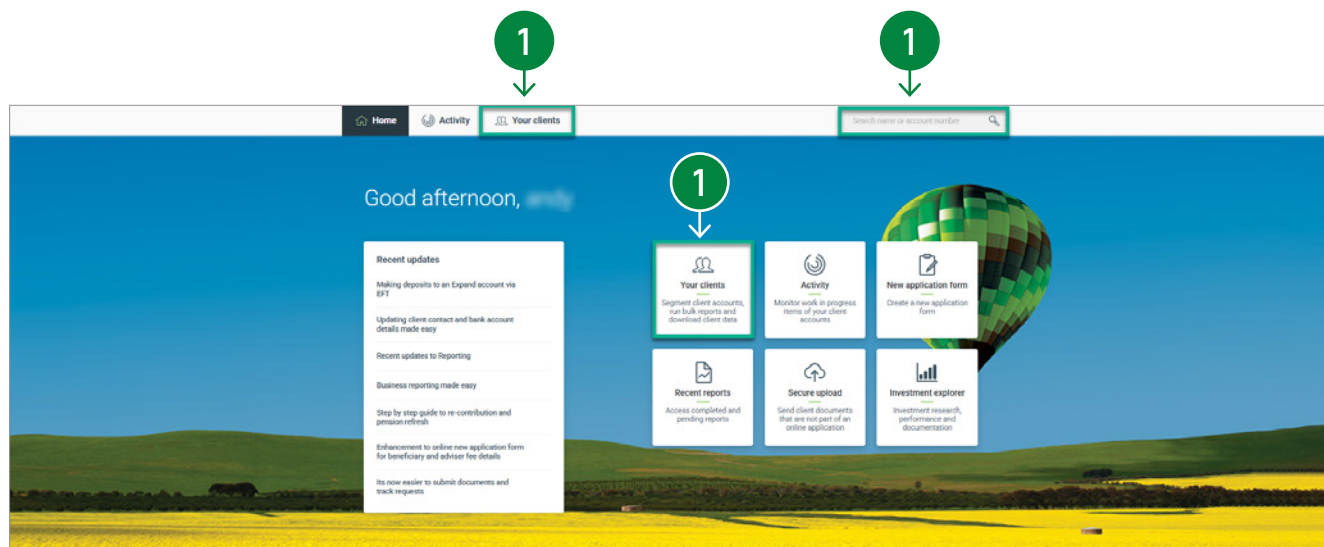 1
1
Home
Activity
Your clients
Search name or account number
Good afternoon,
1
Recent updates
Making deposits to an Expand account via
EFT
Updating client contact and bank account
details made easy
Recent updates to Reporting
Business reporting made easy
Step by step guide to re-contribution and
pension refresh
Enhancement to online new application form
for beneficiary and adviser fee details
Its now easier to submit documents and
track requests
Your clients
Segment client accounts,
run bulk reports and
download client data
Activity
Monitor work in progress
items of your client
accounts
New application form
Create a new application
form
Recent reports
Access completed and
pending reports
Secure upload
Send client documents
that are not part of an
online application
Investment explorer
Investment research,
performance and
documentation